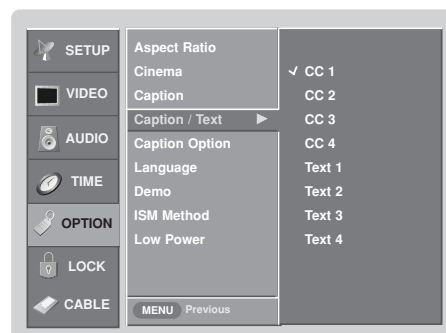 SETUP
VIDEO
AUDIO
TIME
OPTION
LOCK
CABLE
Aspect Ratio
Cinema
Caption
Caption / Text
Caption Option
Language
Demo
ISM Method
Low Power
MENU Previous
CC 1
CC 2
CC 3
CC 4
Text 1
Text 2
Text 3
Text 4